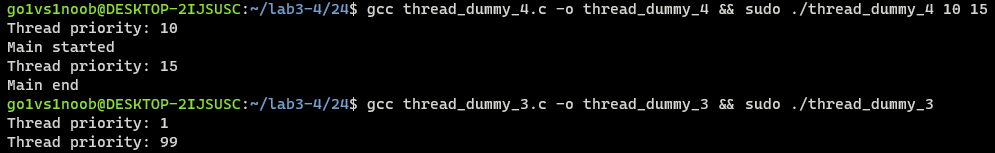 go1vs1noob@DESKTOP-2IJSUSC:~/lab3-4/24$ gcc thread_dummy_4.c -o thread_dummy_4 && sudo ./thread_dummy_4 10 15
Thread priority: 10
Main started
Thread priority: 15
Main end
go1vs1noob@DESKTOP-2IJSUSC:~/lab3-4/24$ gcc thread_dummy_3.c -o thread_dummy_3 && sudo ./thread_dummy_3
Thread priority: 1
Thread priority: 99